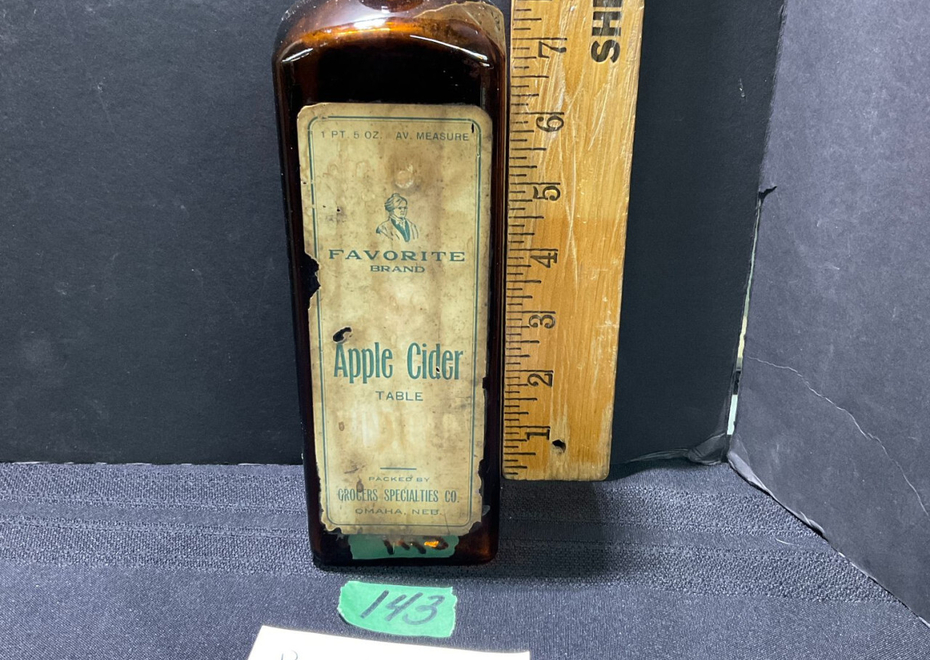 1 PT. 5 OZ. AV. MEASURE
FAVORITE
BRAND
Apple Cider
TABLE
PACKED BY
GROCERS SPECIALTIES CO.
OMAHA, NEB.
143
7
6
5
4
3
2
1